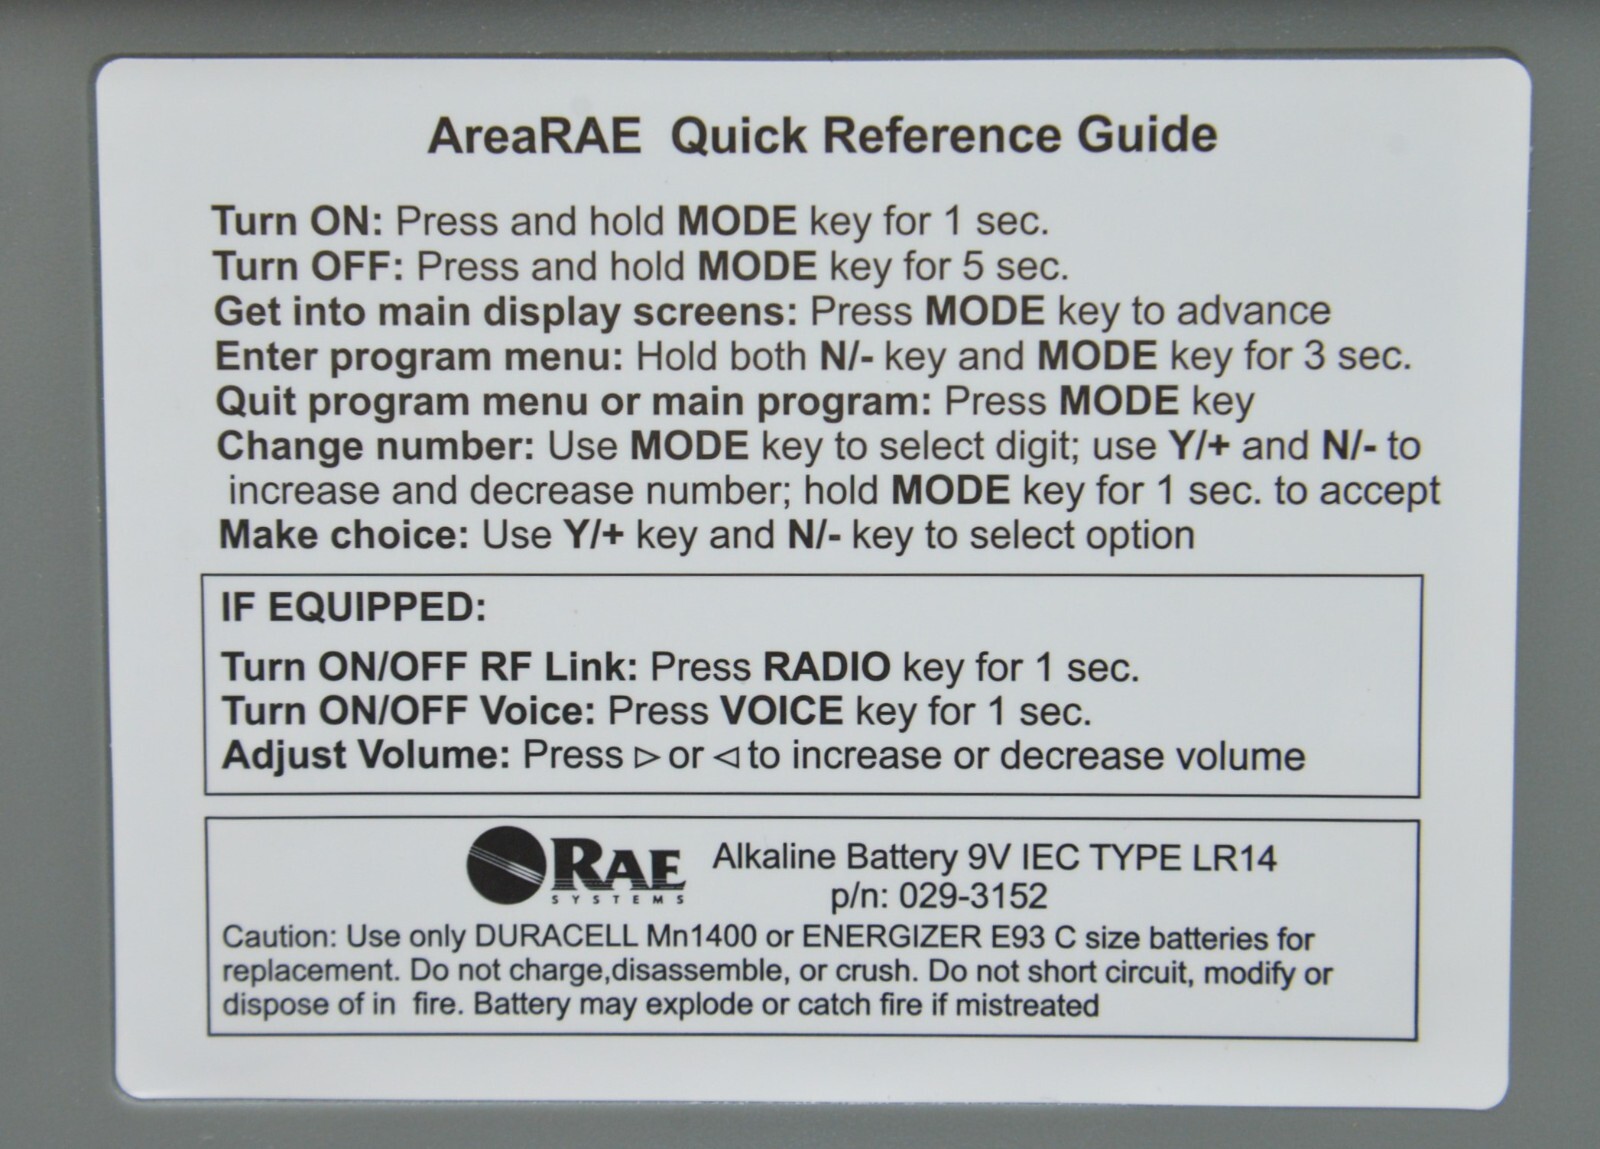 AreaRAE Quick Reference Guide
Turn ON: Press and hold MODE key for 1 sec.
Turn OFF: Press and hold MODE key for 5 sec.
Get into main display screens: Press MODE key to advance
Enter program menu: Hold both N/- key and MODE key for 3 sec.
Quit program menu or main program: Press MODE key
Change number: Use MODE key to select digit; use Y/+ and N/- to
increase and decrease number; hold MODE key for 1 sec. to accept
Make choice: Use Y/+ key and N/- key to select option
IF EQUIPPED:
Turn ON/OFF RF Link: Press RADIO key for 1 sec.
Turn ON/OFF Voice: Press VOICE key for 1 sec.
Adjust Volume: Press ▷ or ◁ to increase or decrease volume
RAE
SYSTEMS
Alkaline Battery 9V IEC TYPE LR14
p/n: 029-3152
Caution: Use only DURACELL Mn1400 or ENERGIZER E93 C size batteries for
replacement. Do not charge,disassemble, or crush. Do not short circuit, modify or
dispose of in fire. Battery may explode or catch fire if mistreated